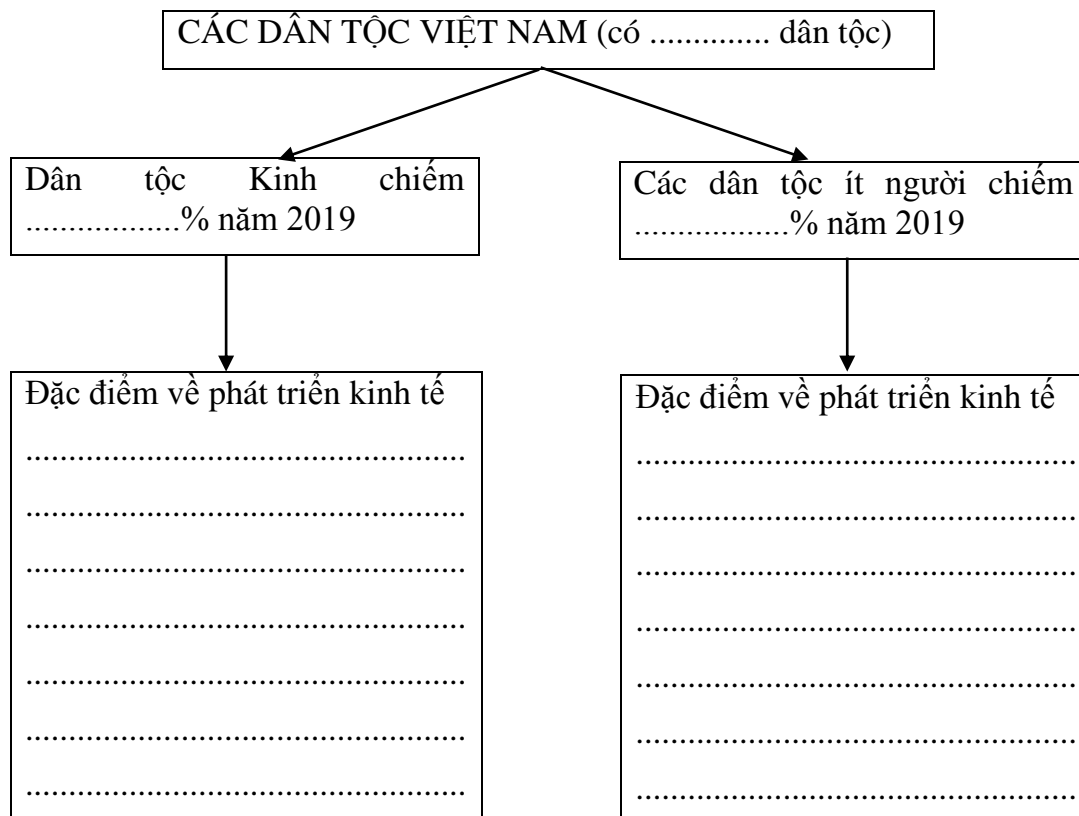 CÁC DÂN TỘC VIỆT NAM (có .............. dân tộc)
Dân tộc Kinh chiếm
..................% năm 2019
Các dân tộc ít người chiếm
..................% năm 2019
Đặc điểm về phát triển kinh tế
...................................................
...................................................
...................................................
...................................................
...................................................
...................................................
...................................................
Đặc điểm về phát triển kinh tế
...................................................
...................................................
...................................................
...................................................
...................................................
...................................................
...................................................